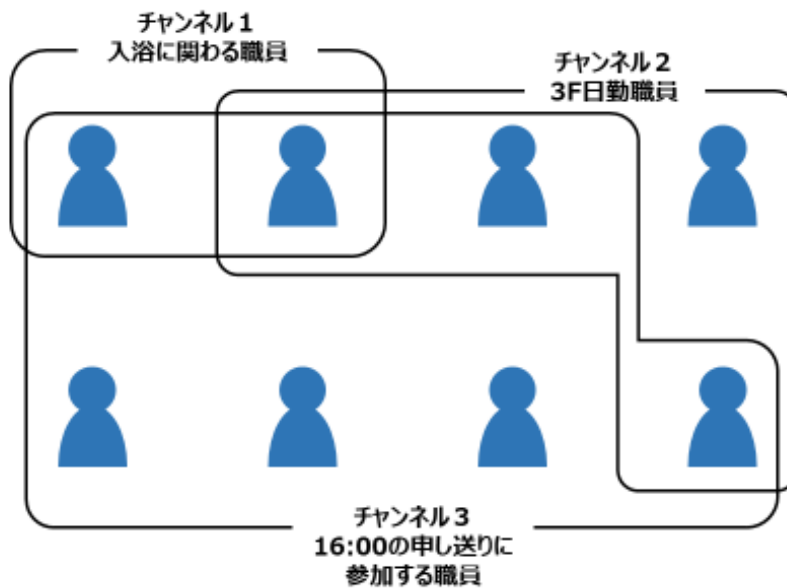 チャンネル１
入浴に関わる職員
チャンネル２
3F日勤職員
チャンネル３
16:00の申し送りに
参加する職員